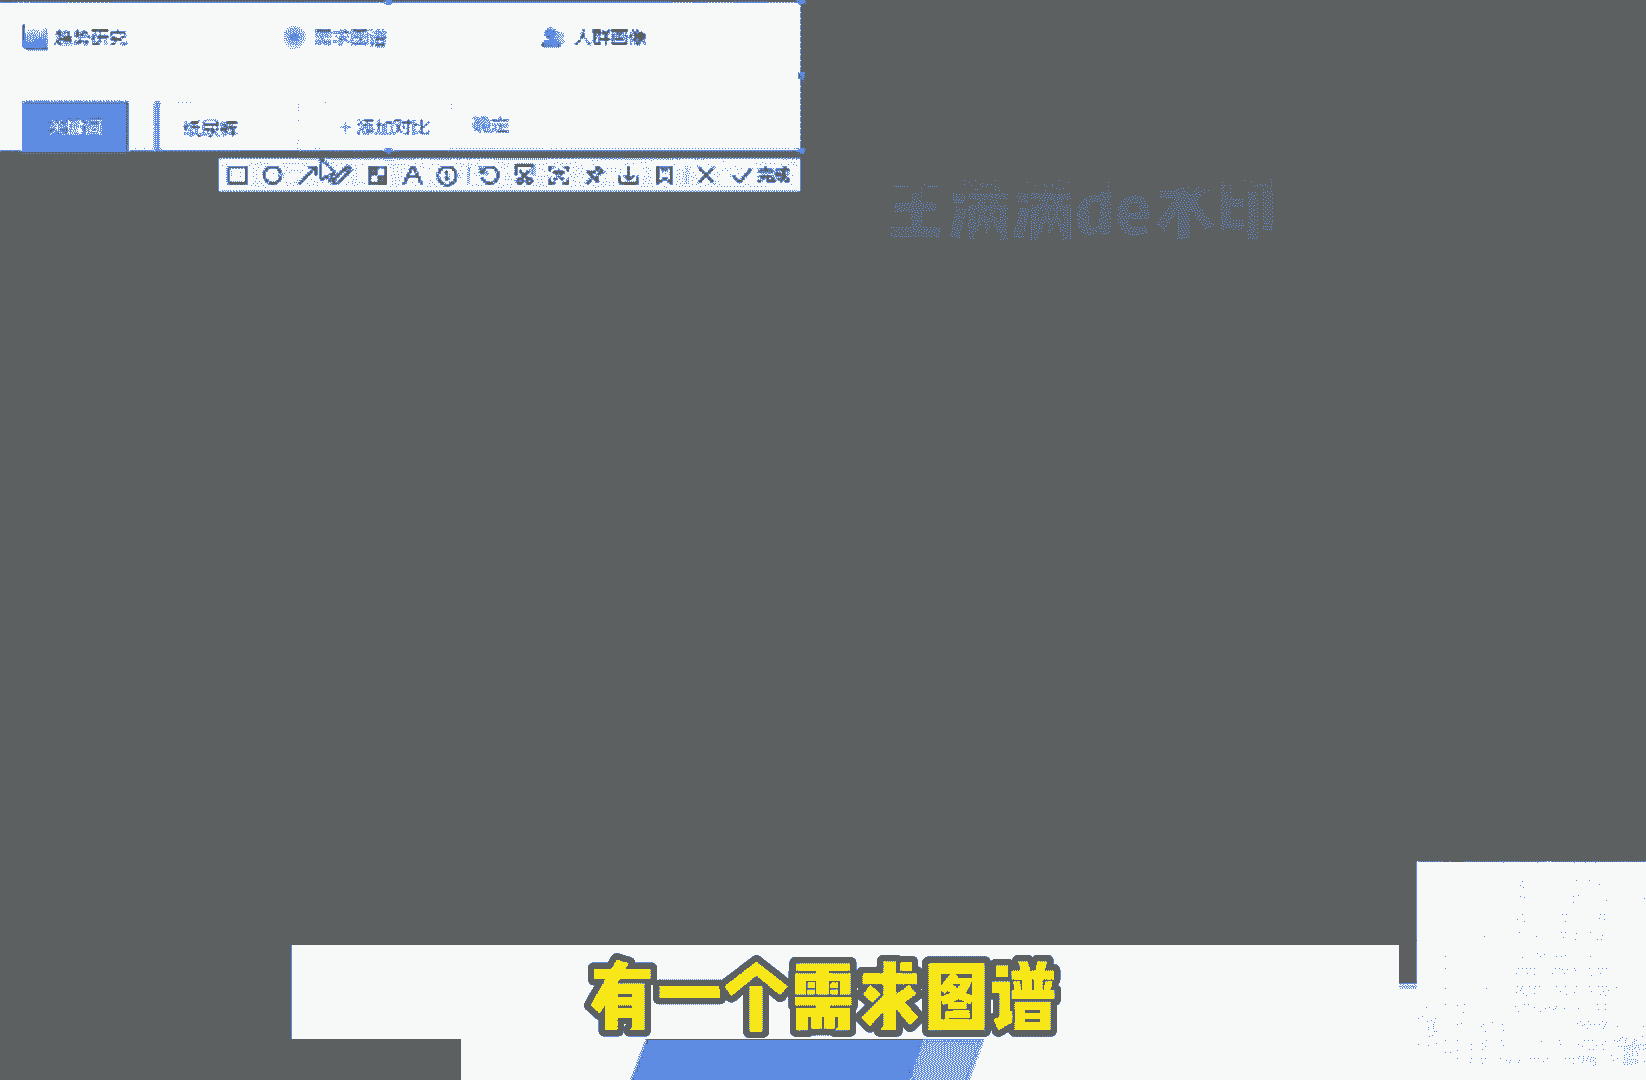 趋势研究 需求图谱 人群画像
关键词 纸尿裤 +添加对比 确定
完成
王满满de水印
有一个需求图谱